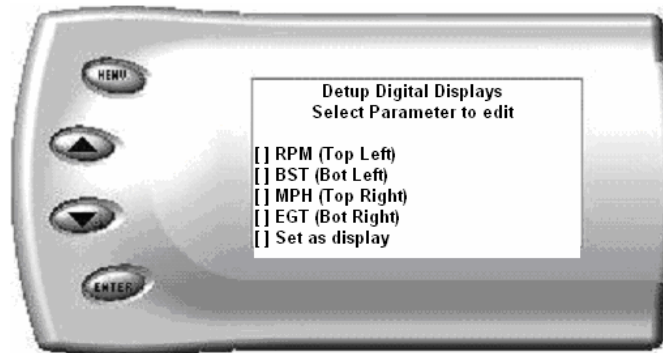 MENU
Detup Digital Displays
Select Parameter to edit
[ ] RPM (Top Left)
[ ] BST (Bot Left)
[ ] MPH (Top Right)
[ ] EGT (Bot Right)
[ ] Set as display
ENTER